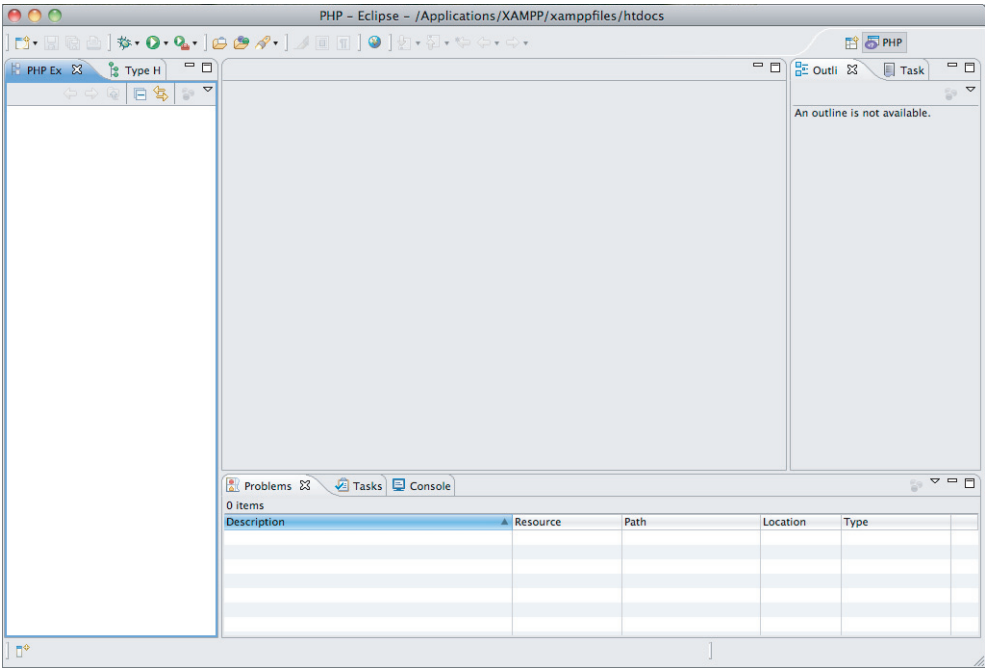 PHP – Eclipse – /Applications/XAMPP/xamppfiles/htdocs
PHP
PHP Ex
Type H
Outli
Task
An outline is not available.
Problems
Tasks
Console
0 items
Description
Resource
Path
Location
Type